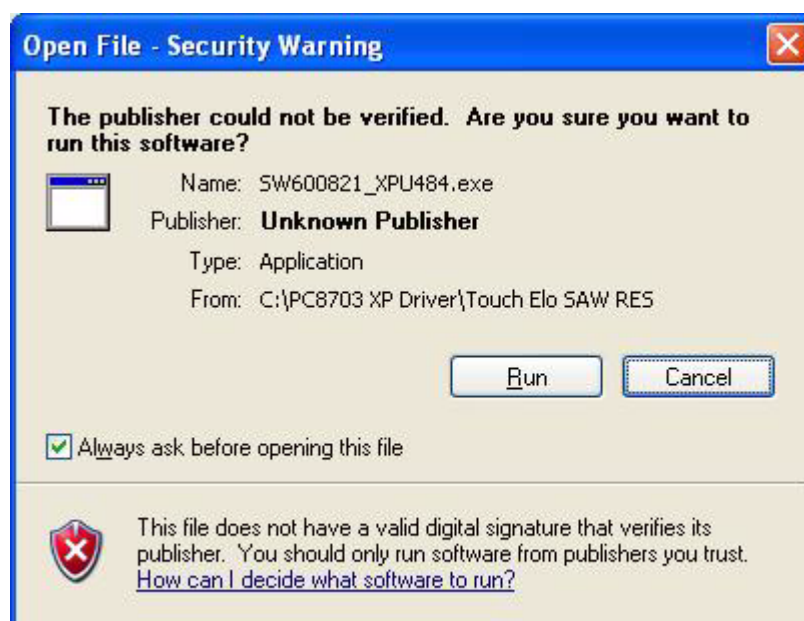 Open File - Security Warning
The publisher could not be verified.  Are you sure you want to
run this software?
Name: SW600821_XPU484.exe
Publisher: Unknown Publisher
Type: Application
From: C:\PC8703 XP Driver\Touch Elo SAW RES
Run Cancel
Always ask before opening this file
This file does not have a valid digital signature that verifies its
publisher.  You should only run software from publishers you trust.
How can I decide what software to run?